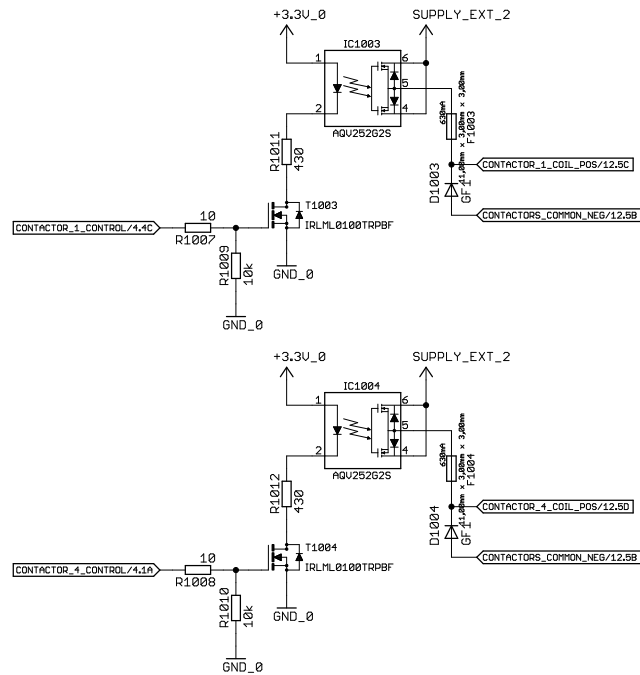 +3.3V_0
SUPPLY_EXT_2
IC1003
1
2
6
5
4
AQV252G2S
630mA
F1003
11,00mm x 3,00mm x 3,00mm
R1011
430
CONTACTOR_1_COIL_POS/12.5C
D1003
GF1
CONTACTORS_COMMON_NEG/12.5B
T1003
IRLML0100TRPBF
CONTACTOR_1_CONTROL/4.4C
10
R1007
R1009
10k
GND_0
GND_0
+3.3V_0
SUPPLY_EXT_2
IC1004
1
2
6
5
4
AQV252G2S
630mA
F1004
11,00mm x 3,00mm x 3,00mm
R1012
430
CONTACTOR_4_COIL_POS/12.5D
D1004
GF1
CONTACTORS_COMMON_NEG/12.5B
T1004
IRLML0100TRPBF
CONTACTOR_4_CONTROL/4.1A
10
R1008
R1010
10k
GND_0
GND_0